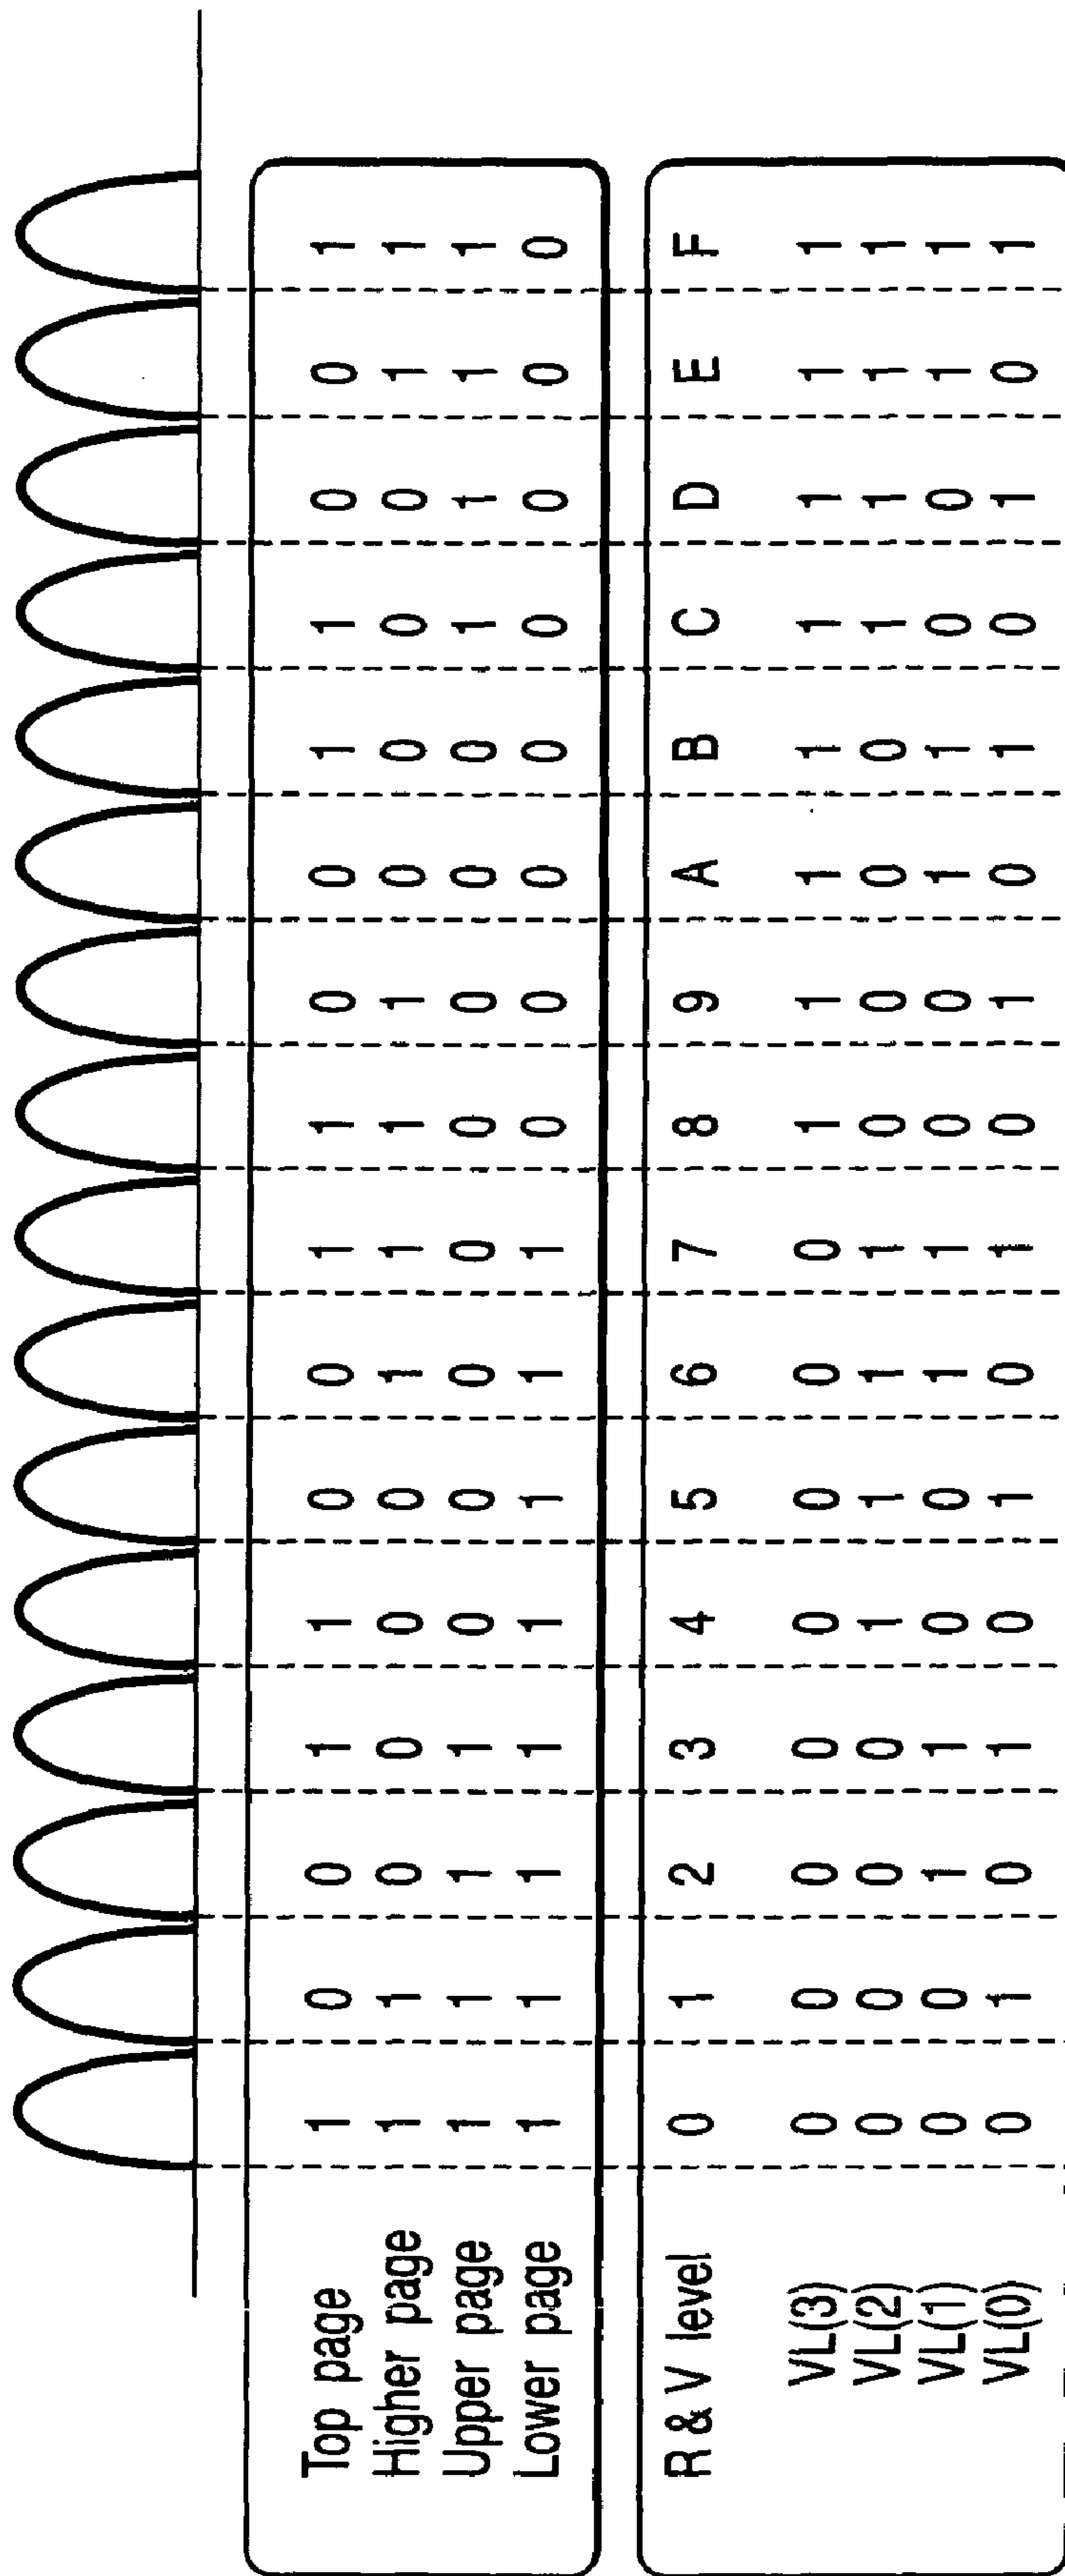 Top page 1 0 0 1 1 0 0 1 1 0 0 1 1 0 0 1
Higher page 1 1 0 0 0 0 1 1 1 1 0 0 0 0 1 1
Upper page 1 1 1 1 0 0 0 0 0 0 0 0 1 1 1 1
Lower page 1 1 1 1 1 1 1 1 0 0 0 0 0 0 0 0
R & V level 0 1 2 3 4 5 6 7 8 9 A B C D E F
VL(3) 0 0 0 0 0 0 0 0 1 1 1 1 1 1 1 1
VL(2) 0 0 0 0 1 1 1 1 0 0 0 0 1 1 1 1
VL(1) 0 0 1 1 0 0 1 1 0 0 1 1 0 0 1 1
VL(0) 0 1 0 1 0 1 0 1 0 1 0 1 0 1 0 1